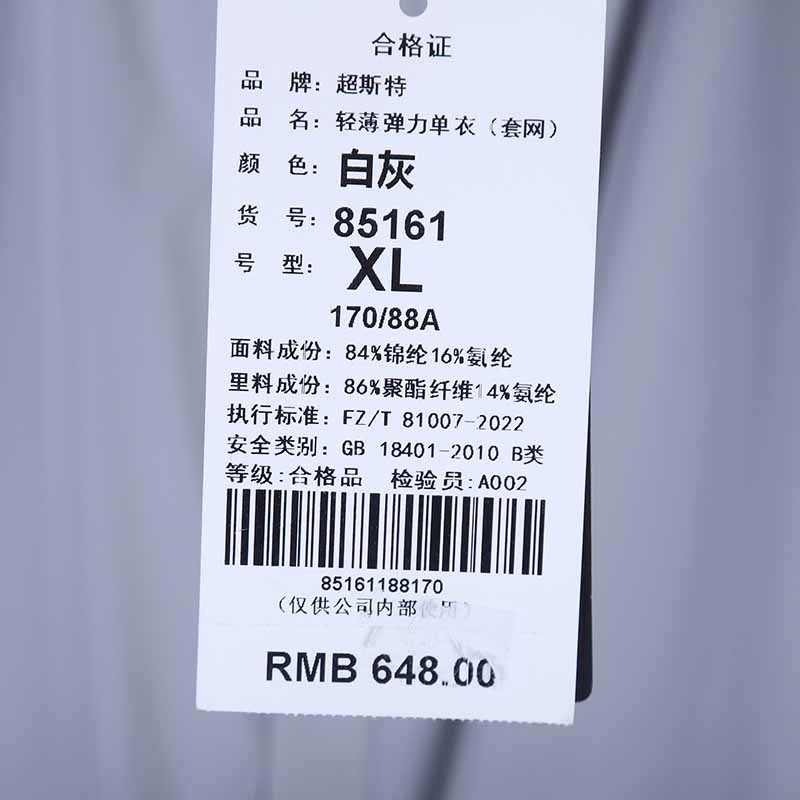 合格证
品 牌: 超斯特
品 名: 轻薄弹力单衣（套网）
颜 色: 白灰
货 号: 85161
号 型: XL
170/88A
面料成份: 84%锦纶16%氨纶
里料成份: 86%聚酯纤维14%氨纶
执行标准: FZ/T 81007-2022
安全类别: GB 18401-2010 B类
等级:合格品 检验员:A002
85161188170
（仅供公司内部使用）
RMB 648.00